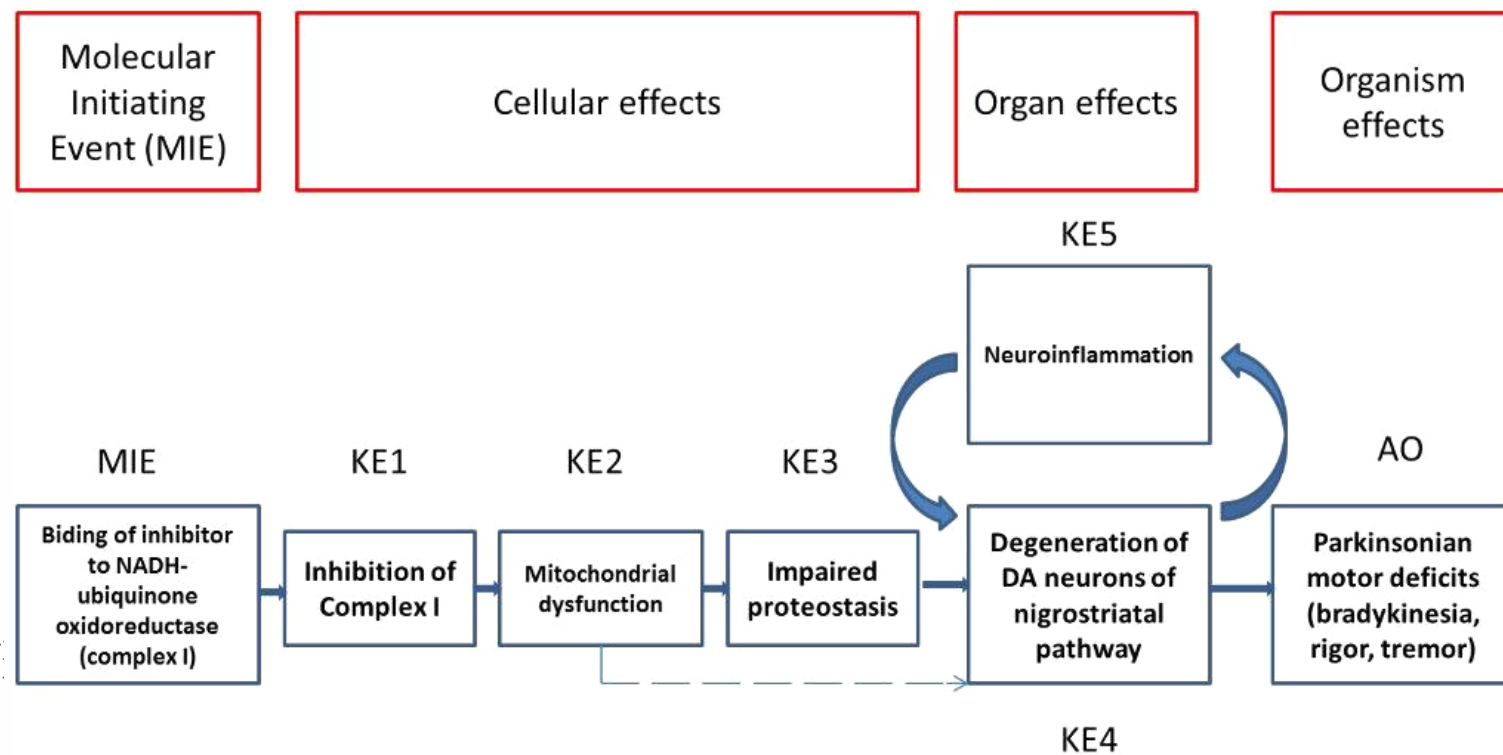 Molecular
Initiating
Event (MIE)
Cellular effects
Organ effects
Organism
effects
KE5
Neuroinflammation
MIE
KE1
KE2
KE3
AO
Biding of inhibitor
to NADH-
ubiquinone
oxidoreductase
(complex I)
Inhibition of
Complex I
Mitochondrial
dysfunction
Impaired
proteostasis
Degeneration of
DA neurons of
nigrostriatal
pathway
Parkinsonian
motor deficits
(bradykinesia,
rigor, tremor)
KE4